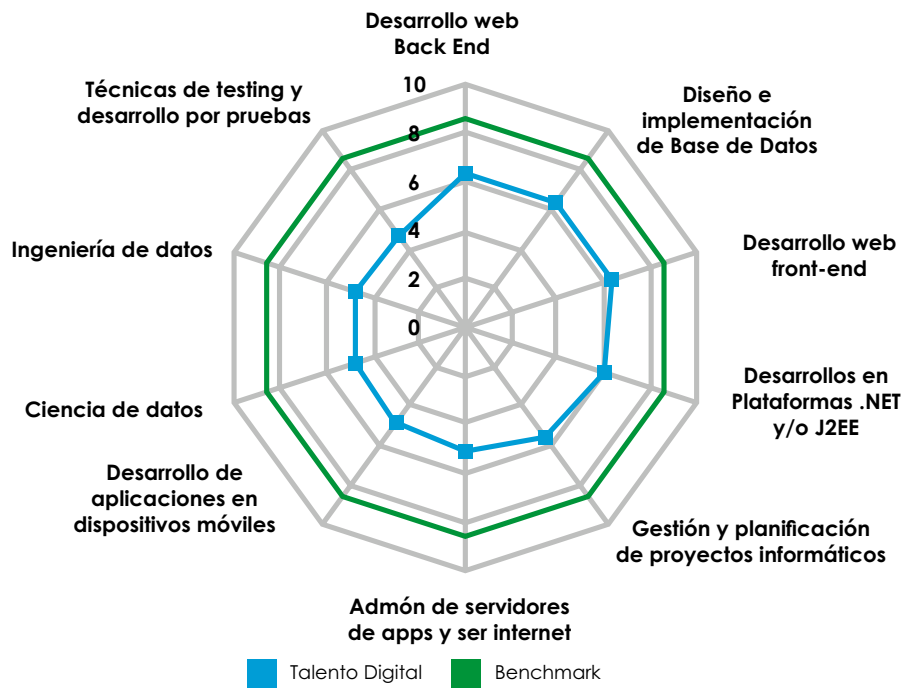 Desarrollo web
Back End
Técnicas de testing y
desarrollo por pruebas
Diseño e
implementación
de Base de Datos
Ingeniería de datos
Desarrollo web
front-end
Ciencia de datos
Desarrollos en
Plataformas .NET
y/o J2EE
Desarrollo de
aplicaciones en
dispositivos móviles
Gestión y planificación
de proyectos informáticos
Admón de servidores
de apps y ser internet
10
8
6
4
2
0
Talento Digital
Benchmark